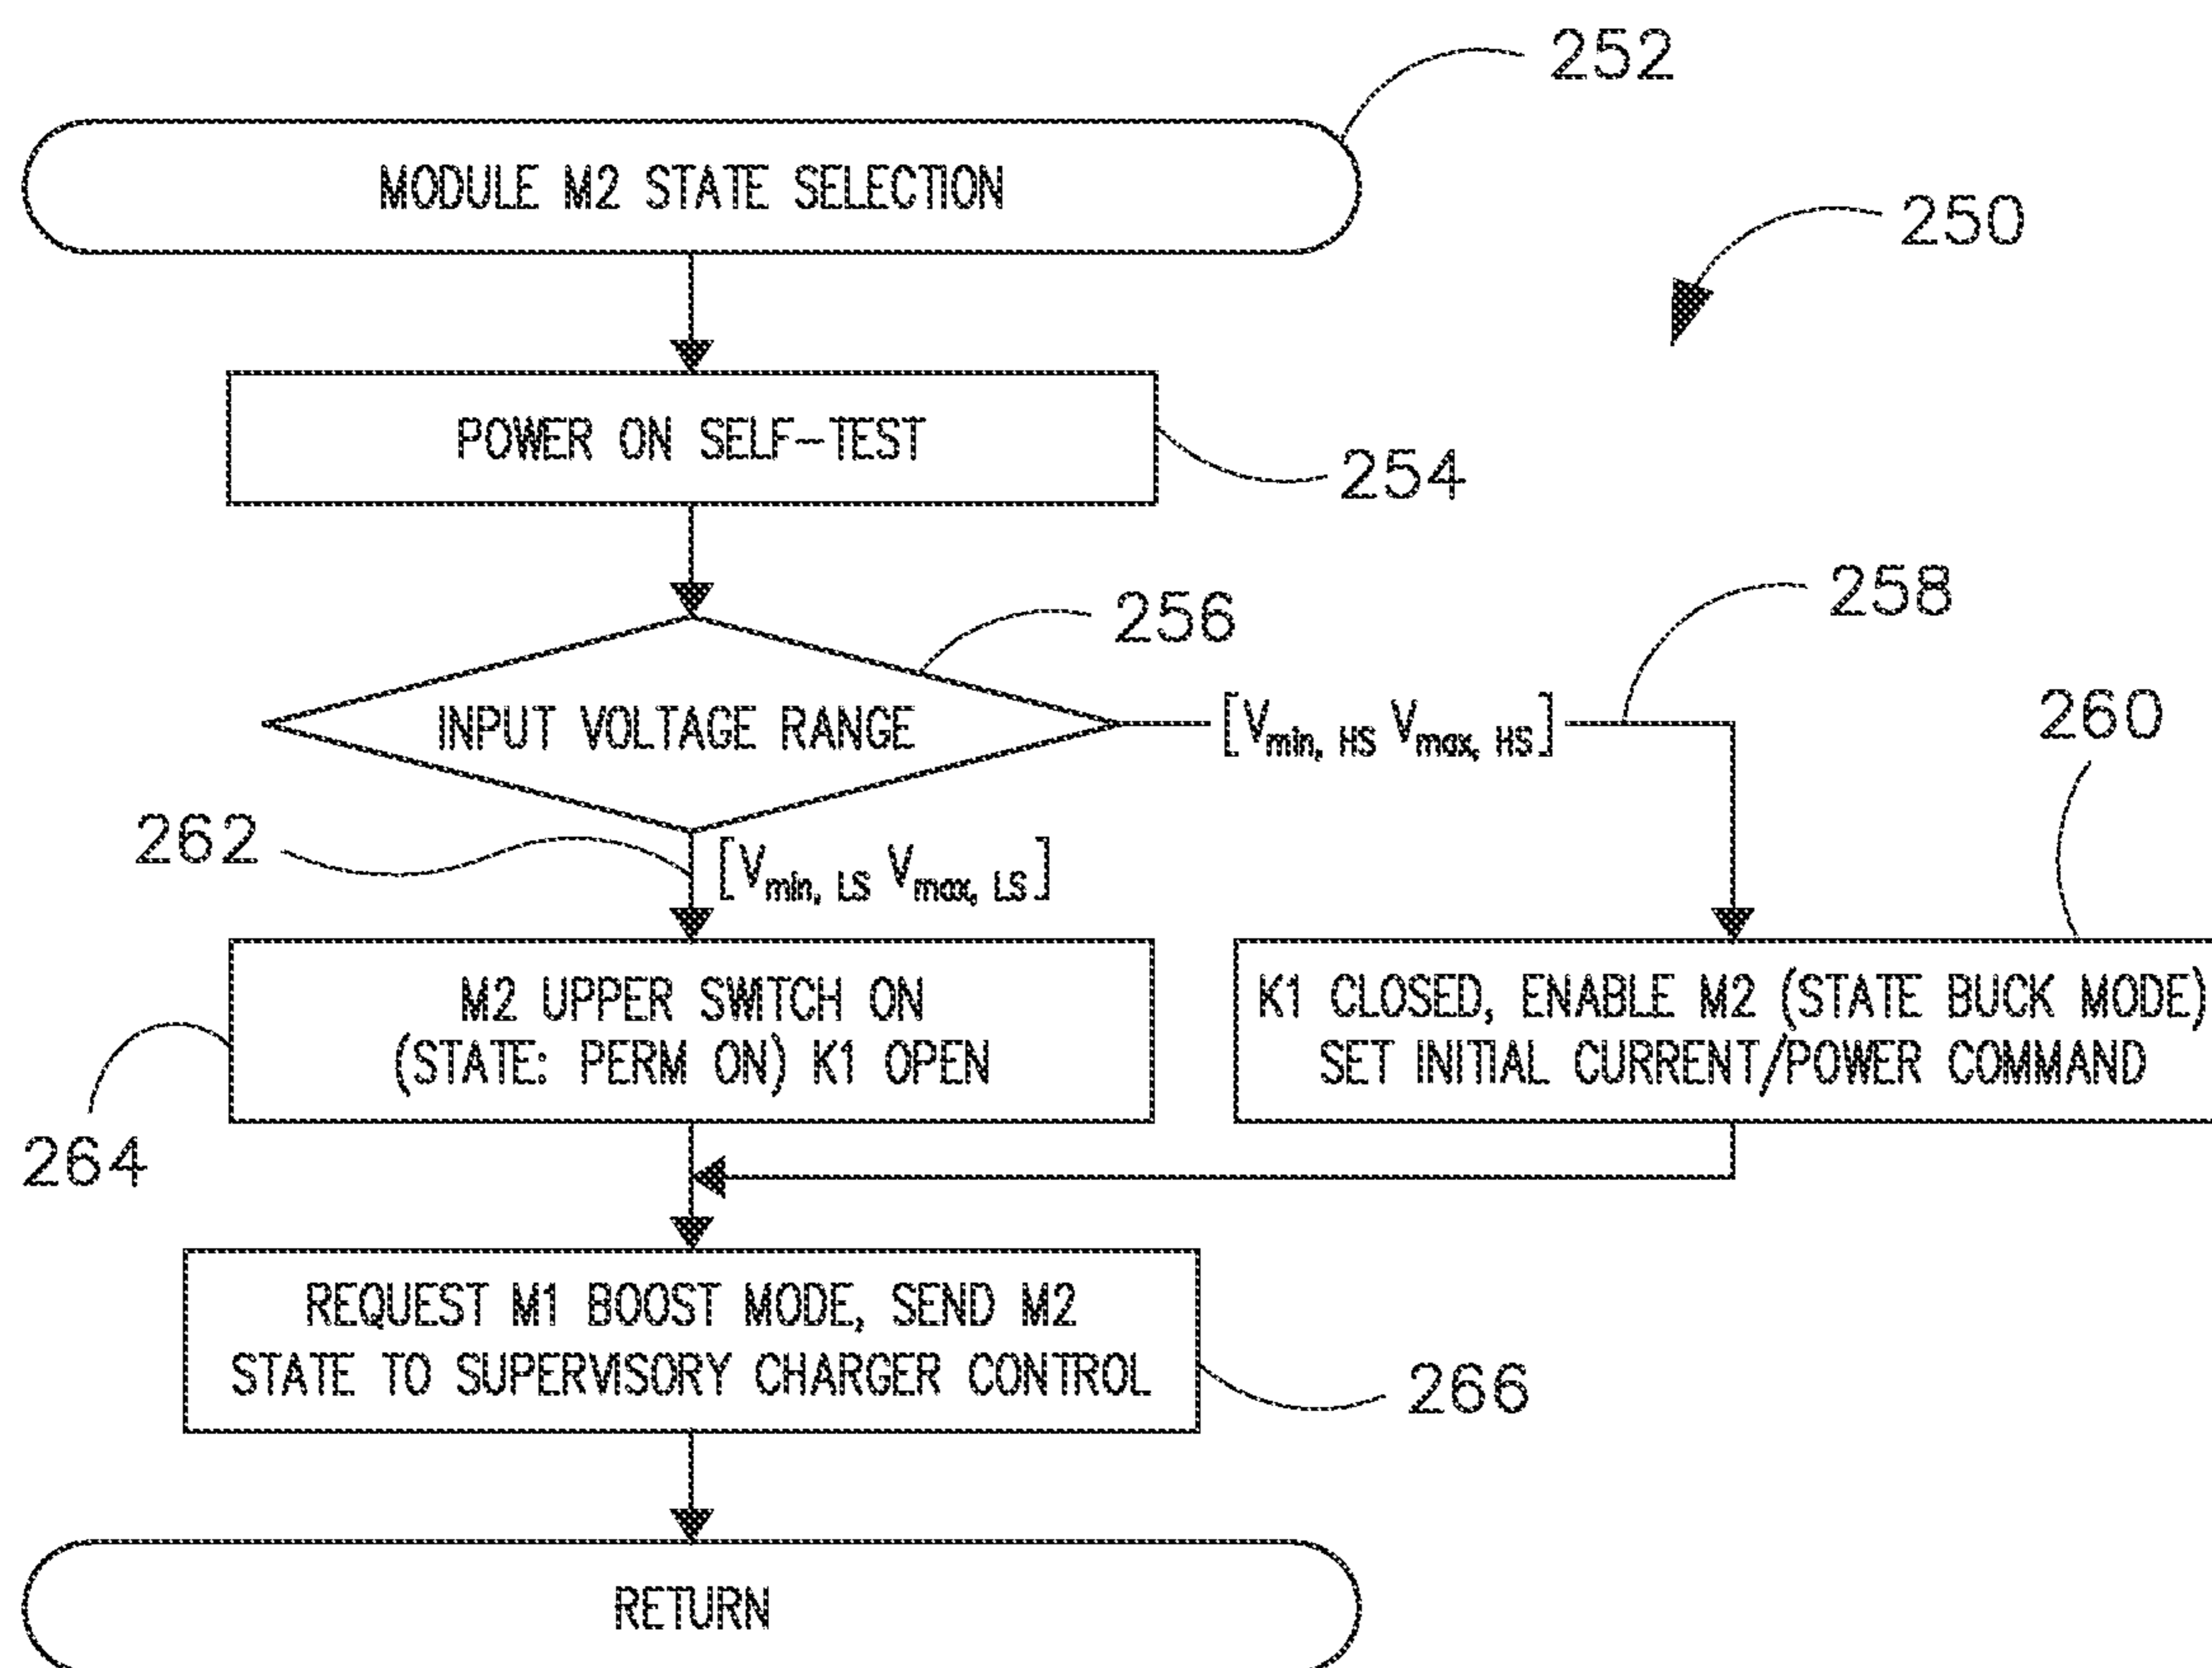 252
MODULE M2 STATE SELECTION
250
POWER ON SELF-TEST
254
256
258
INPUT VOLTAGE RANGE
[Vmin, HS Vmax, HS]
260
262
[Vmin, LS Vmax, LS]
M2 UPPER SWITCH ON
(STATE: PERM ON) K1 OPEN
264
K1 CLOSED, ENABLE M2 (STATE BUCK MODE)
SET INITIAL CURRENT/POWER COMMAND
REQUEST M1 BOOST MODE, SEND M2
STATE TO SUPERVISORY CHARGER CONTROL
266
RETURN